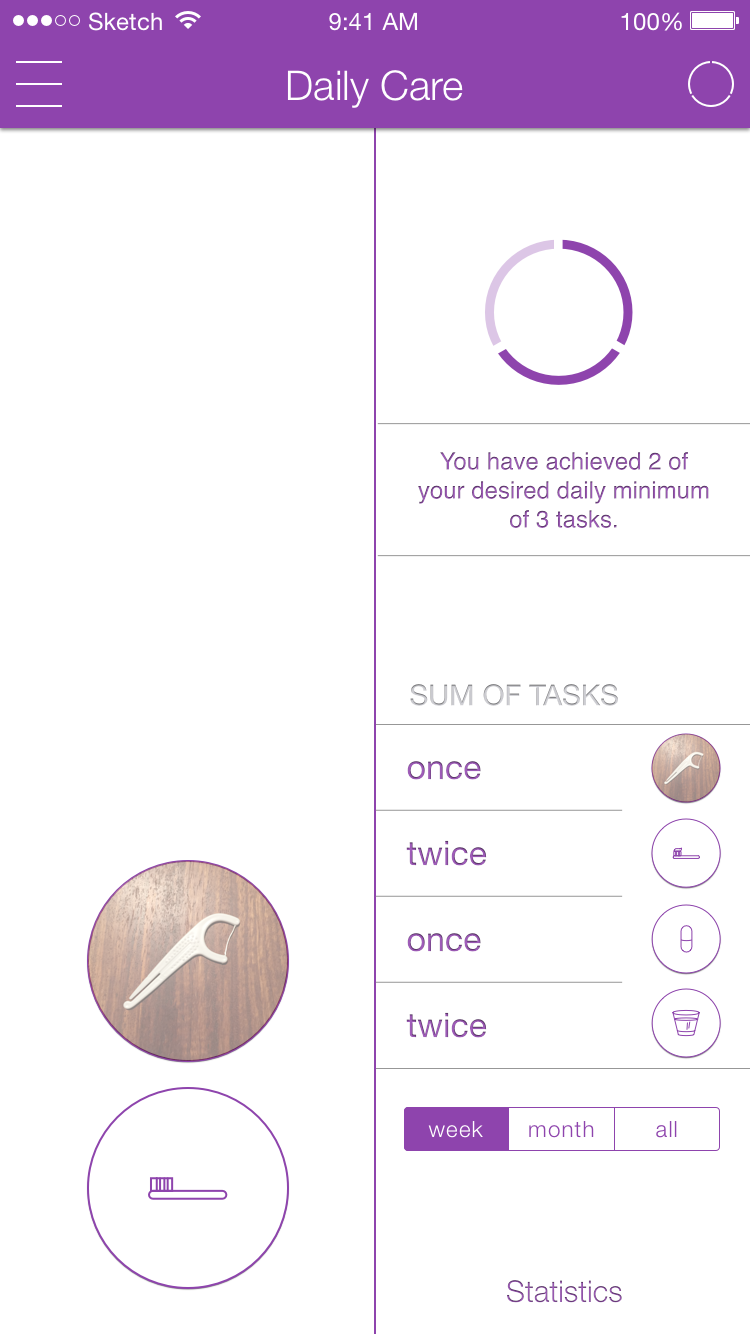 Sketch 9:41 AM 100%
Daily Care
You have achieved 2 of
your desired daily minimum
of 3 tasks.
SUM OF TASKS
once
twice
once
twice
week month all
Statistics